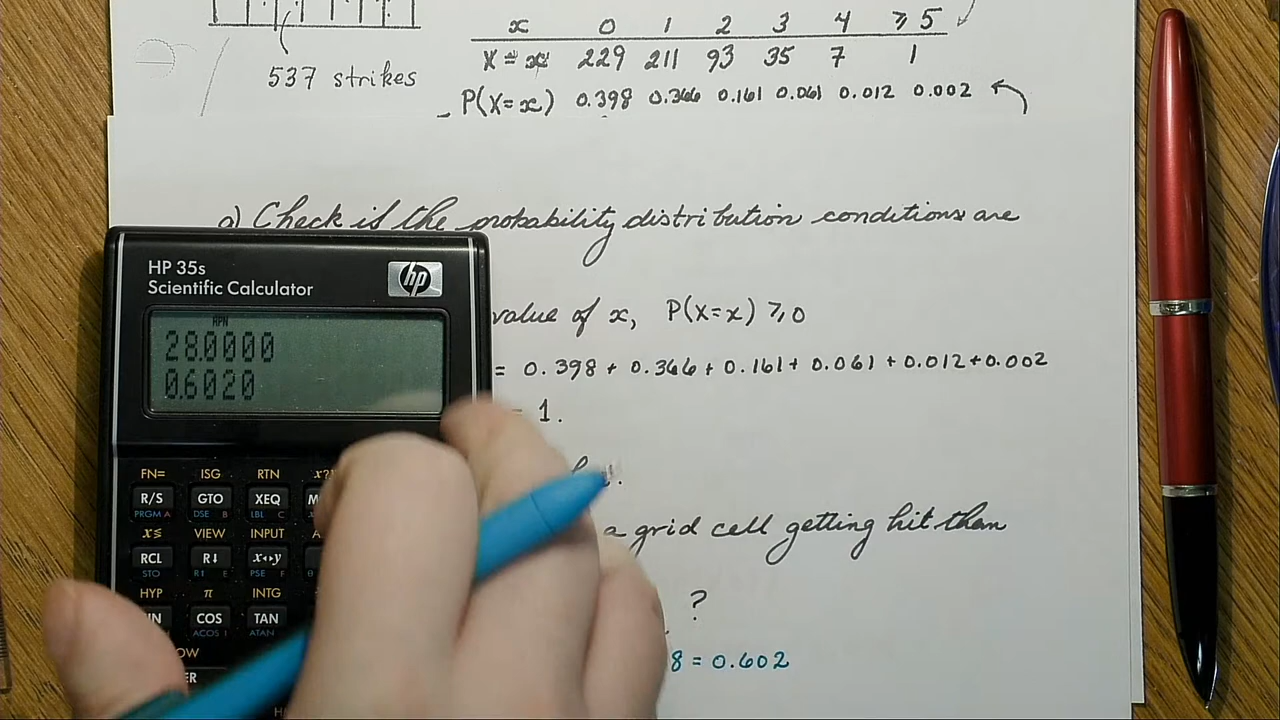 537 strikes
x 0 1 2 3 4 ⩾ 5
X = x 229 211 93 35 7 1
P(X=x) 0.398 0.366 0.161 0.061 0.012 0.002
a) Check is the probability distribution conditions are
value of x, P(X=x) ⩾ 0
= 0.398 + 0.366 + 0.161 + 0.061 + 0.012 + 0.002
= 1.
a grid cell getting hit than
?
8 = 0.602
HP 35s
Scientific Calculator
hp
RPN
28.0000
0.6020
FN= ISG RTN
R/S GTO XEQ
PRGM A DSE B LBL C
x≤ VIEW INPUT
RCL R↓ x↔y
STO R↑ E PSE F
HYP π INTG
COS TAN
ACOS I ATAN